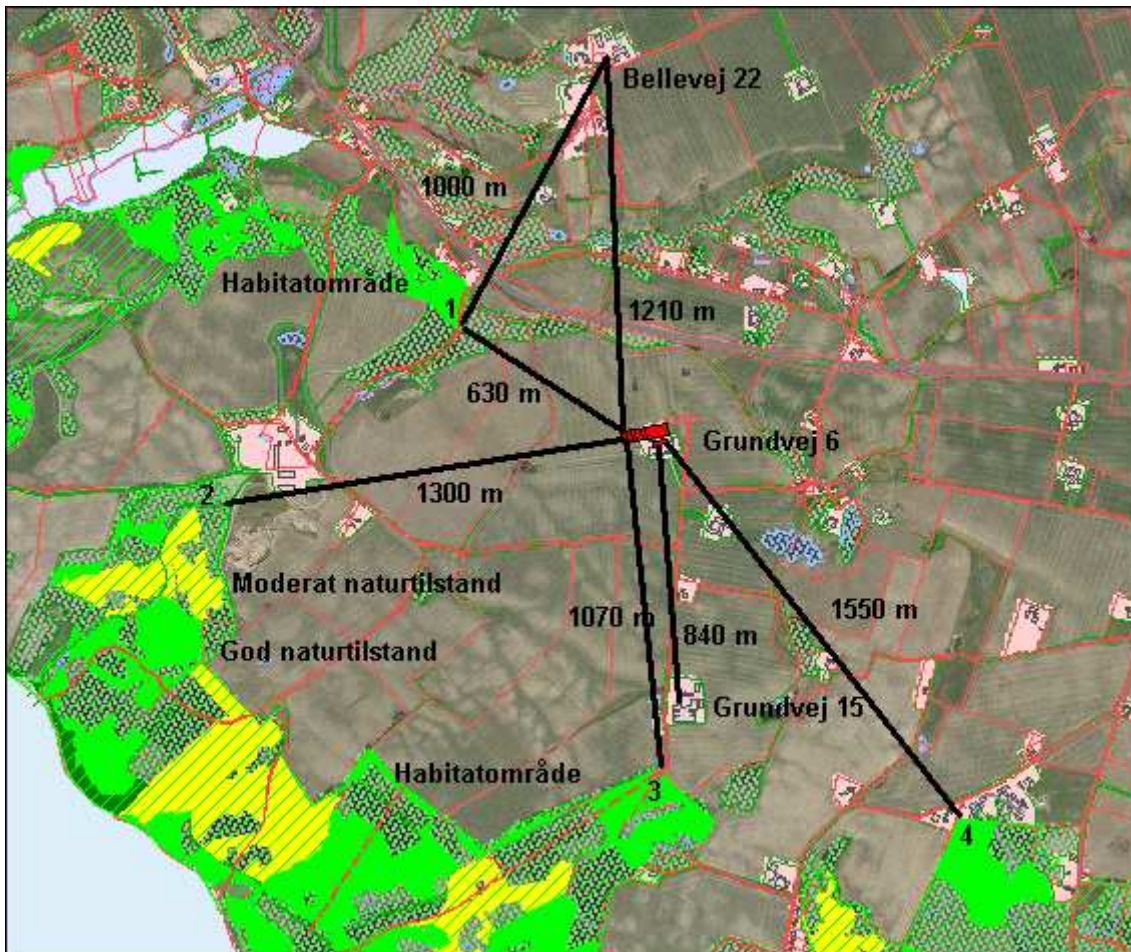 Bellevej 22
1000 m
Habitatområde
1
1210 m
630 m
Grundvej 6
2
1300 m
Moderat naturtilstand
1070 m
1550 m
840 m
God naturtilstand
Grundvej 15
Habitatområde
3
4